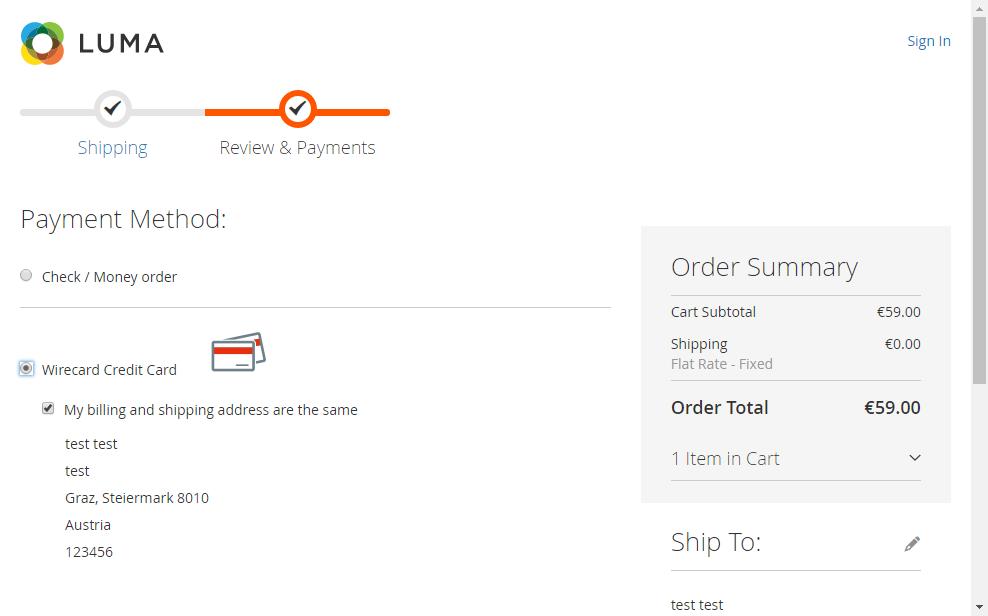 LUMA
Sign In
Shipping
Review & Payments
Payment Method:
Check / Money order
Wirecard Credit Card
My billing and shipping address are the same
test test
test
Graz, Steiermark 8010
Austria
123456
Order Summary
Cart Subtotal €59.00
Shipping €0.00
Flat Rate - Fixed
Order Total €59.00
1 Item in Cart
Ship To:
test test